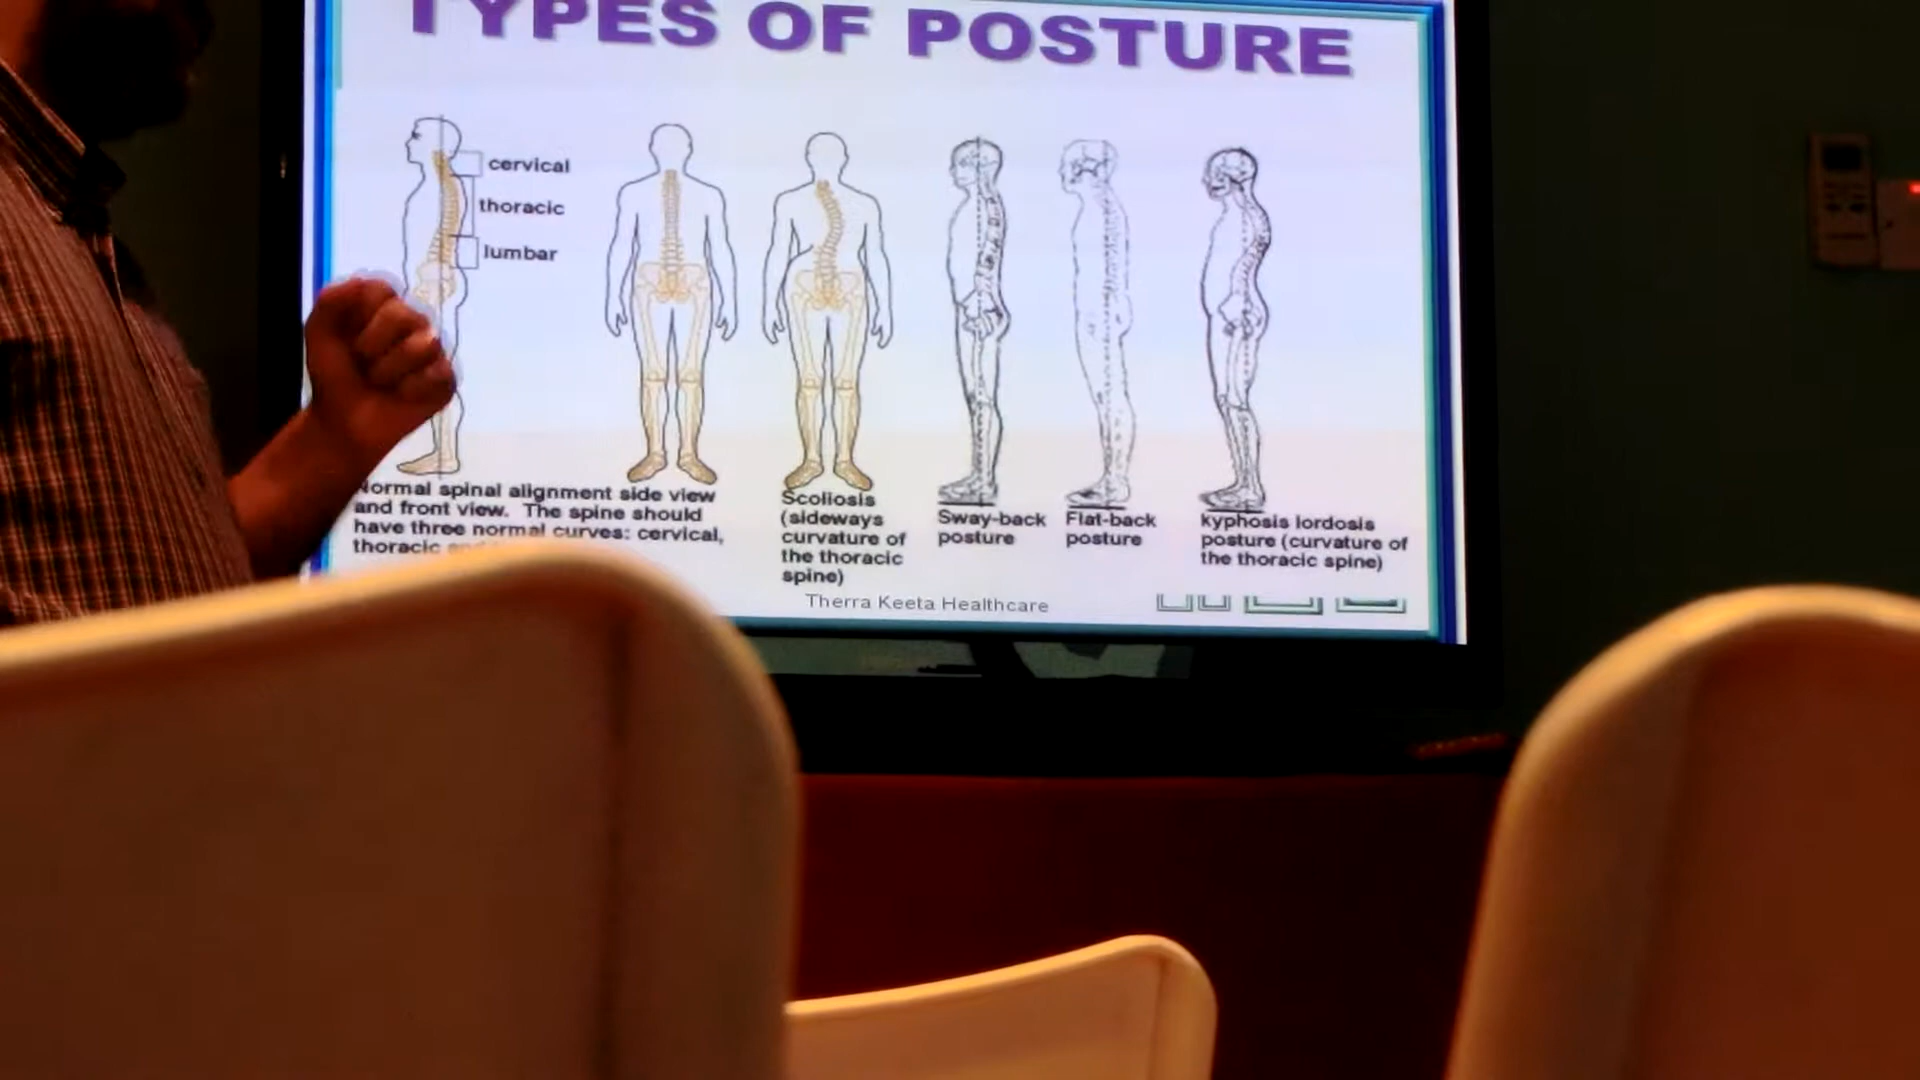 TYPES OF POSTURE
cervical
thoracic
lumbar
Normal spinal alignment side view
and front view. The spine should
have three normal curves: cervical,
thoracic
Scoliosis
(sideways
curvature of
the thoracic
spine)
Sway-back
posture
Flat-back
posture
kyphosis lordosis
posture (curvature of
the thoracic spine)
Therra Keeta Healthcare